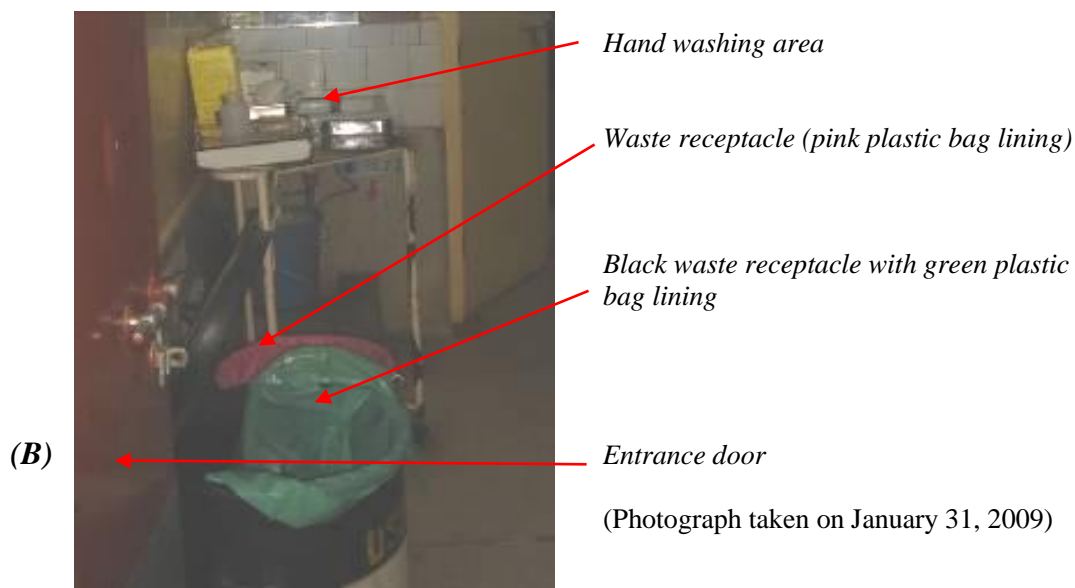 Hand washing area
Waste receptacle (pink plastic bag lining)
Black waste receptacle with green plastic
bag lining
(B)
Entrance door
(Photograph taken on January 31, 2009)
US